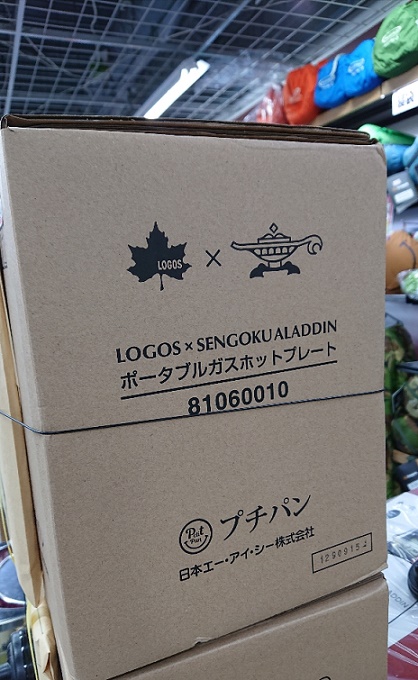 LOGOS
×
LOGOS × SENGOKU ALADDIN
ポータブルガスホットプレート
81060010
Petit Pan
プチパン
日本エー・アイ・シー株式会社